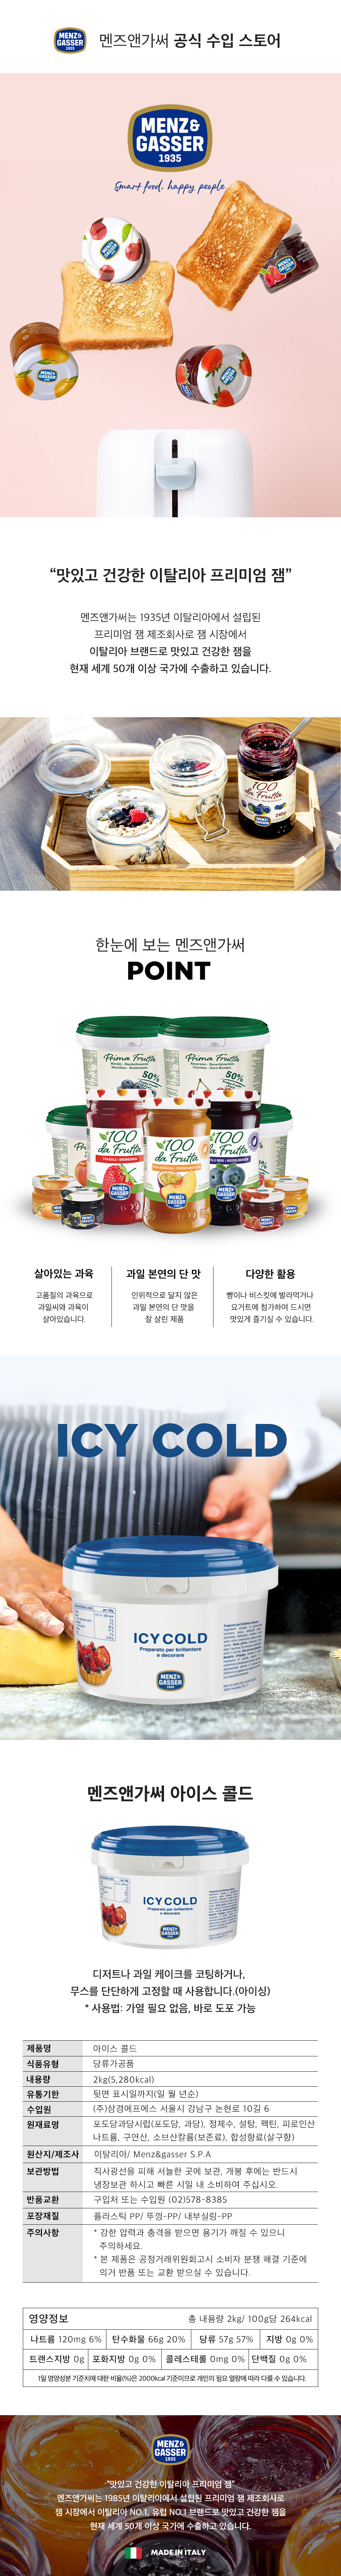 MENZ& GASSER 1935
멘즈앤가써 공식 수입 스토어
MENZ&
GASSER
1935
Smart food, happy people
“맛있고 건강한 이탈리아 프리미엄 잼”
멘즈앤가써는 1935년 이탈리아에서 설립된
프리미엄 잼 제조회사로 잼 시장에서
이탈리아 브랜드로 맛있고 건강한 잼을
현재 세계 50개 이상 국가에 수출하고 있습니다.
100
da Frutta
240g
한눈에 보는 멘즈앤가써
POINT
Prima Frutta
50%
Prima Frutta
50%
100
da Frutta
100
da Frutta
100
da Frutta
MENZ&
GASSER
살아있는 과육
고품질의 과육으로
과일씨와 과육이
살아있습니다.
과일 본연의 단 맛
인위적으로 달지 않은
과일 본연의 단 맛을
잘 살린 제품
다양한 활용
빵이나 비스킷에 발라먹거나
요거트에 첨가하여 드시면
맛있게 즐기실 수 있습니다.
ICY COLD
ICYCOLD
Preparato per brillantare
e decorare
MENZ&
GASSER
1935
멘즈앤가써 아이스 콜드
ICYCOLD
Preparato per brillantare
e decorare
MENZ&
GASSER
디저트나 과일 케이크를 코팅하거나,
무스를 단단하게 고정할 때 사용합니다.(아이싱)
* 사용법: 가열 필요 없음, 바로 도포 가능
제품명 아이스 콜드
식품유형 당류가공품
내용량 2kg(5,280kcal)
유통기한 뒷면 표시일까지(일 월 년순)
수입원 (주)삼경에프에스 서울시 강남구 논현로 10길 6
원재료명 포도당과당시럽(포도당, 과당), 정제수, 설탕, 펙틴, 피로인산
나트륨, 구연산, 소브산칼륨(보존료), 합성향료(살구향)
원산지/제조사 이탈리아/ Menz&gasser S.P.A
보관방법 직사광선을 피해 서늘한 곳에 보관, 개봉 후에는 반드시
냉장보관 하시고 빠른 시일 내 소비하여 주십시오.
반품교환 구입처 또는 수입원 (02)578-8385
포장재질 플라스틱 PP/ 뚜껑-PP/ 내부실링-PP
주의사항 * 강한 압력과 충격을 받으면 용기가 깨질 수 있으니
주의하세요.
* 본 제품은 공정거래위원회고시 소비자 분쟁 해결 기준에
의거 반품 또는 교환 받으실 수 있습니다.
영양정보 총 내용량 2kg/ 100g당 264kcal
나트륨 120mg 6% 탄수화물 66g 20% 당류 57g 57% 지방 0g 0%
트랜스지방 0g 포화지방 0g 0% 콜레스테롤 0mg 0% 단백질 0g 0%
1일 영양성분 기준치에 대한 비율(%)은 2000kcal 기준이므로 개인의 필요 열량에 따라 다를 수 있습니다.
MENZ&
GASSER
1935
“맛있고 건강한 이탈리아 프리미엄 잼”
멘즈앤가써는 1985년 이탈리아에서 설립된 프리미엄 잼 제조회사로
잼 시장에서 이탈리아 NO.1, 유럽 NO.1 브랜드로 맛있고 건강한 잼을
현재 세계 50개 이상 국가에 수출하고 있습니다.
MADE IN ITALY